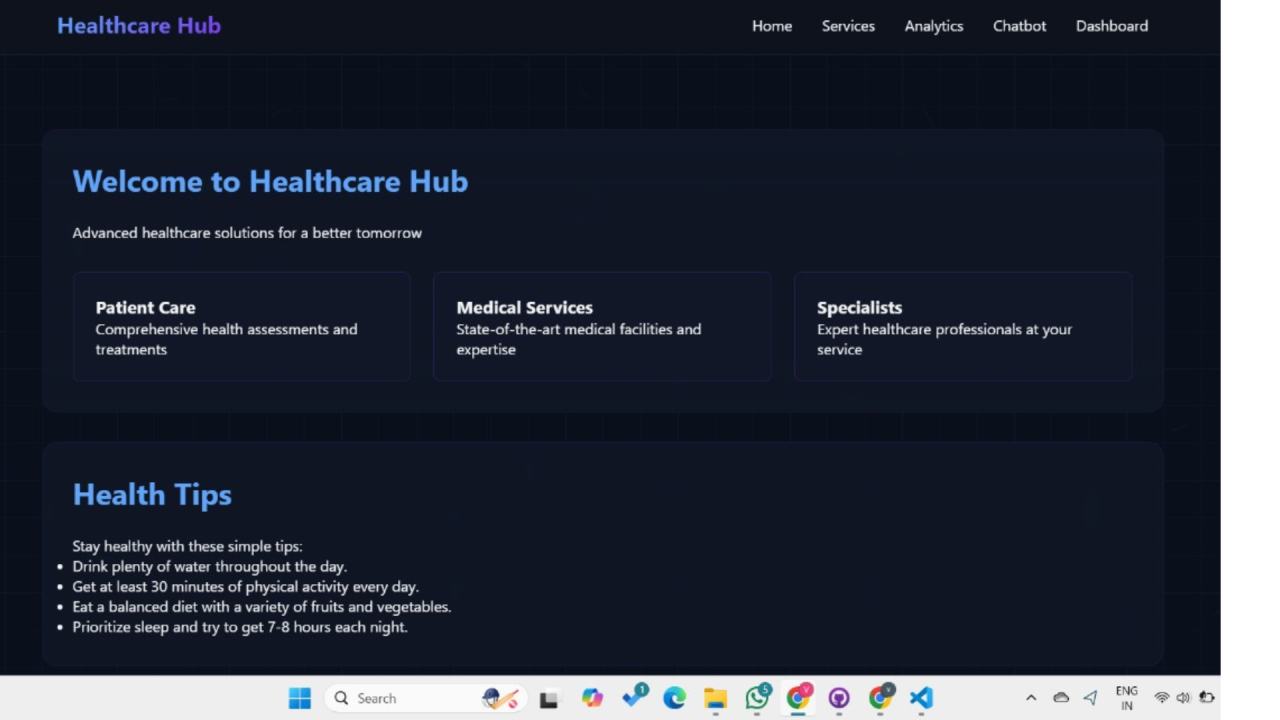 Healthcare Hub
Home Services Analytics Chatbot Dashboard
Welcome to Healthcare Hub
Advanced healthcare solutions for a better tomorrow
Patient Care
Comprehensive health assessments and
treatments
Medical Services
State-of-the-art medical facilities and
expertise
Specialists
Expert healthcare professionals at your
service
Health Tips
Stay healthy with these simple tips:
• Drink plenty of water throughout the day.
• Get at least 30 minutes of physical activity every day.
• Eat a balanced diet with a variety of fruits and vegetables.
• Prioritize sleep and try to get 7-8 hours each night.
Search
1
5
V
V
ENG
IN